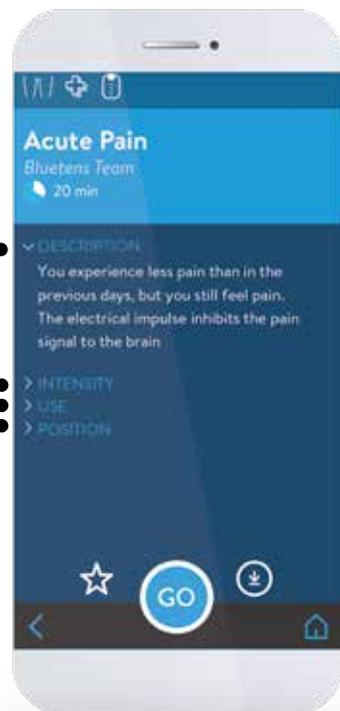 Acute Pain
Bluetens Team
20 min
DESCRIPTION
You experience less pain than in the
previous days, but you still feel pain.
The electrical impulse inhibits the pain
signal to the brain
INTENSITY
USE
POSITION
GO